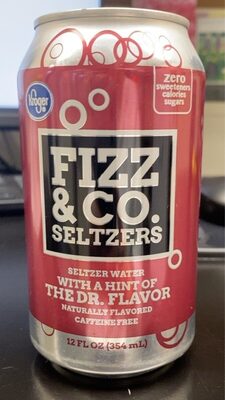 Kroger
zero
sweeteners
calories
sugars
FIZZ
& CO.
SELTZERS
SELTZER WATER
WITH A HINT OF
THE DR. FLAVOR
NATURALLY FLAVORED
CAFFEINE FREE
12 FL OZ (354 mL)